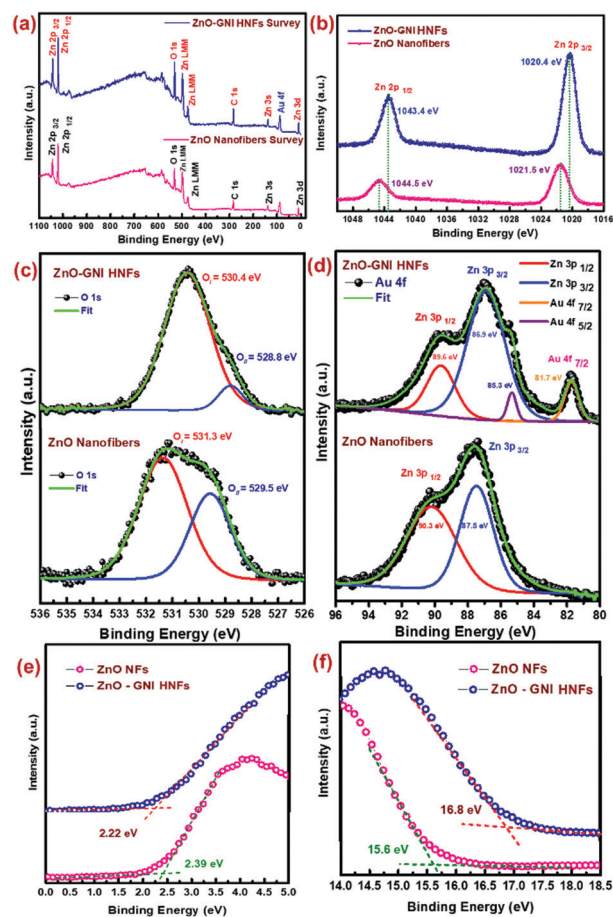 (a)
ZnO-GNI HNFs Survey
Zn 2p 3/2
Zn 2p 1/2
O 1s
Zn LMM
Zn LMM
C 1s
Zn 3s
Au 4f
Zn 3d
ZnO Nanofibers Survey
Zn 2p 3/2
Zn 2p 1/2
O 1s
Zn LMM
Zn LMM
C 1s
Zn 3s
Zn 3d
Intensity (a.u.)
1100 1000 900 800 700 600 500 400 300 200 100 0
Binding Energy (eV)
(b)
ZnO-GNI HNFs
ZnO Nanofibers
Zn 2p 3/2
1020.4 eV
Zn 2p 1/2
1043.4 eV
1044.5 eV
1021.5 eV
Intensity (a.u.)
1048 1044 1040 1036 1032 1028 1024 1020 1016
Binding Energy (eV)
(c)
ZnO-GNI HNFs
O 1s
Fit
OI = 530.4 eV
OII = 528.8 eV
ZnO Nanofibers
O 1s
Fit
OI = 531.3 eV
OII = 529.5 eV
Intensity (a.u.)
536 535 534 533 532 531 530 529 528 527 526
Binding Energy (eV)
(d)
ZnO-GNI HNFs
Au 4f
Fit
Zn 3p 1/2
Zn 3p 3/2
Au 4f 7/2
Au 4f 5/2
Zn 3p 3/2
Zn 3p 1/2
86.9 eV
89.6 eV
85.3 eV
Au 4f 7/2
81.7 eV
ZnO Nanofibers
Zn 3p 3/2
Zn 3p 1/2
90.3 eV
87.5 eV
Intensity (a.u.)
96 94 92 90 88 86 84 82 80
Binding Energy (eV)
(e)
ZnO NFs
ZnO - GNI HNFs
2.22 eV
2.39 eV
Intensity (a.u.)
0.0 0.5 1.0 1.5 2.0 2.5 3.0 3.5 4.0 4.5 5.0
Binding Energy (eV)
(f)
ZnO NFs
ZnO - GNI HNFs
16.8 eV
15.6 eV
Intensity (a.u.)
14.0 14.5 15.0 15.5 16.0 16.5 17.0 17.5 18.0 18.5
Binding Energy (eV)